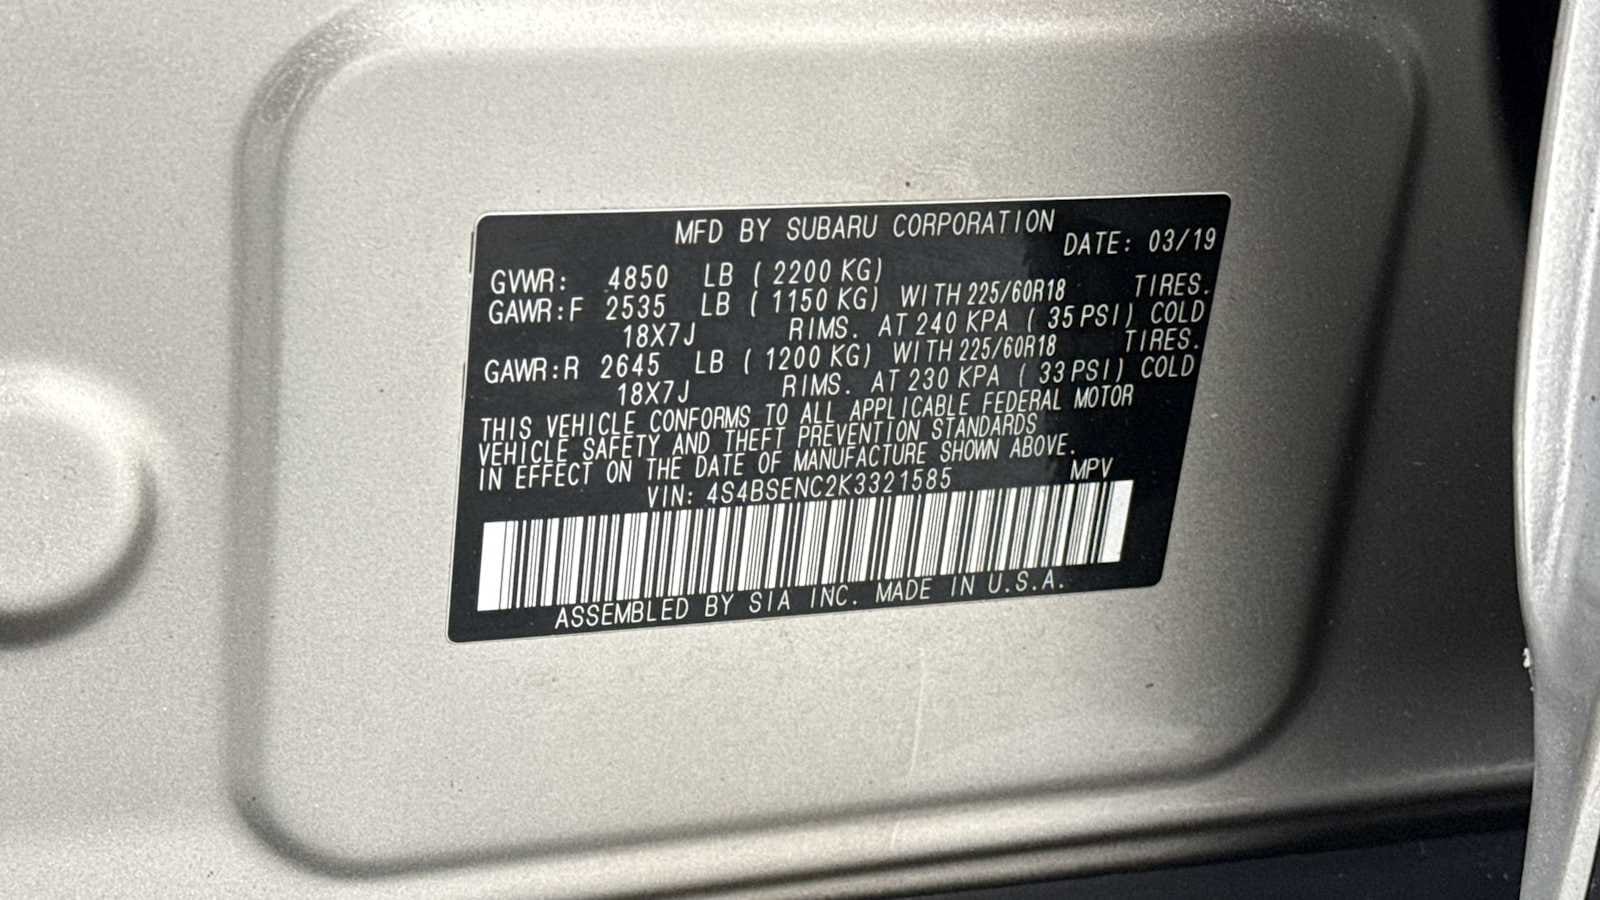 MFD BY SUBARU CORPORATION
DATE: 03/19
GVWR: 4850 LB ( 2200 KG)
GAWR:F 2535 LB ( 1150 KG) WITH 225/60R18 TIRES.
18X7J RIMS. AT 240 KPA ( 35 PSI) COLD
GAWR:R 2645 LB ( 1200 KG) WITH 225/60R18 TIRES.
18X7J RIMS. AT 230 KPA ( 33 PSI) COLD
THIS VEHICLE CONFORMS TO ALL APPLICABLE FEDERAL MOTOR
VEHICLE SAFETY AND THEFT PREVENTION STANDARDS
IN EFFECT ON THE DATE OF MANUFACTURE SHOWN ABOVE.
VIN: 4S4BSENC2K3321585 MPV
ASSEMBLED BY SIA INC. MADE IN U.S.A.